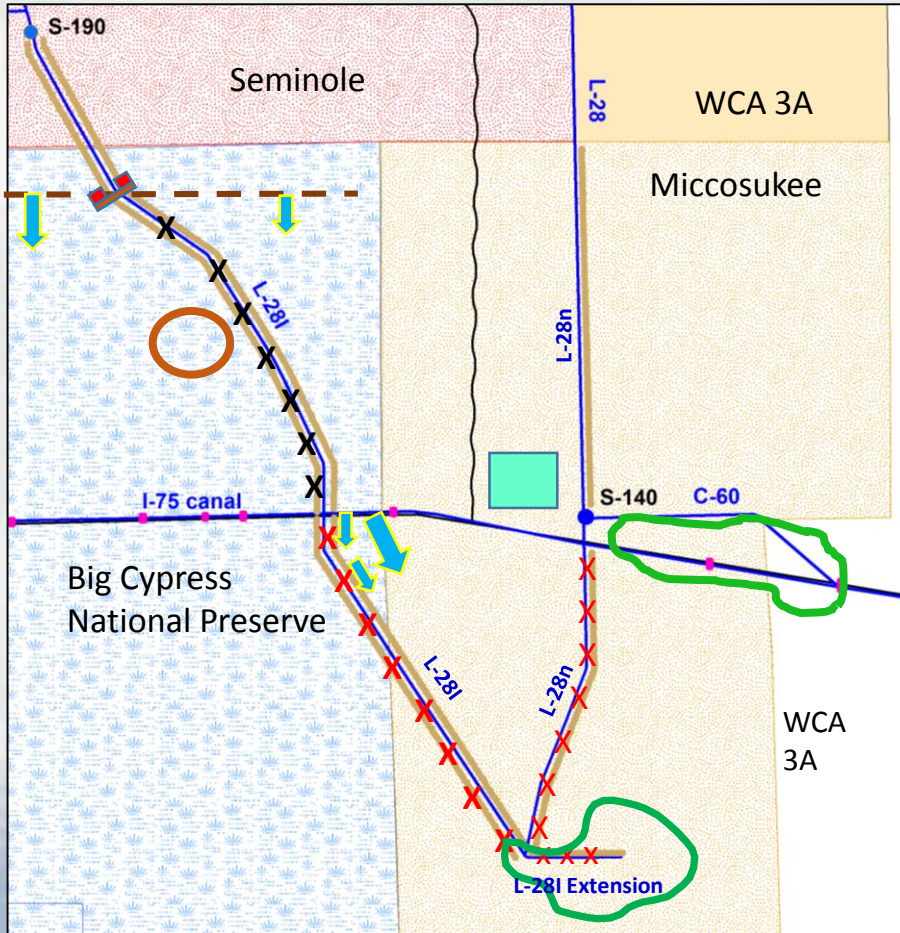 S-190
Seminole
L-28
WCA 3A
Miccosukee
L-28I
L-28n
S-140
C-60
I-75 canal
Big Cypress
National Preserve
L-28I
L-28n
WCA
3A
L-28I Extension